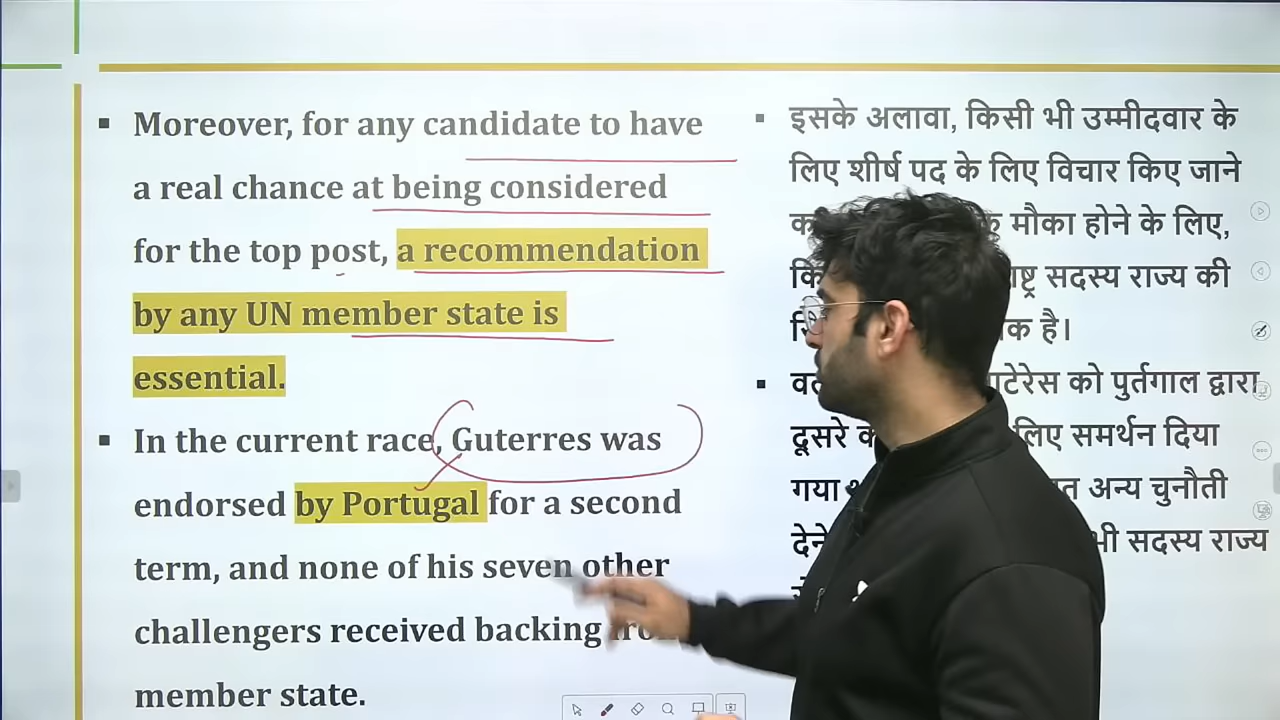 Moreover, for any candidate to have
a real chance at being considered
for the top post, a recommendation
by any UN member state is
essential.
In the current race, Guterres was
endorsed by Portugal for a second
term, and none of his seven other
challengers received backing from
member state.
इसके अलावा, किसी भी उम्मीदवार के
लिए शीर्ष पद के लिए विचार किए जाने
मौका होने के लिए,
सदस्य राज्य की
है।
को पुर्तगाल द्वारा
दूसरे लिए समर्थन दिया
गया अन्य चुनौती
सदस्य राज्य